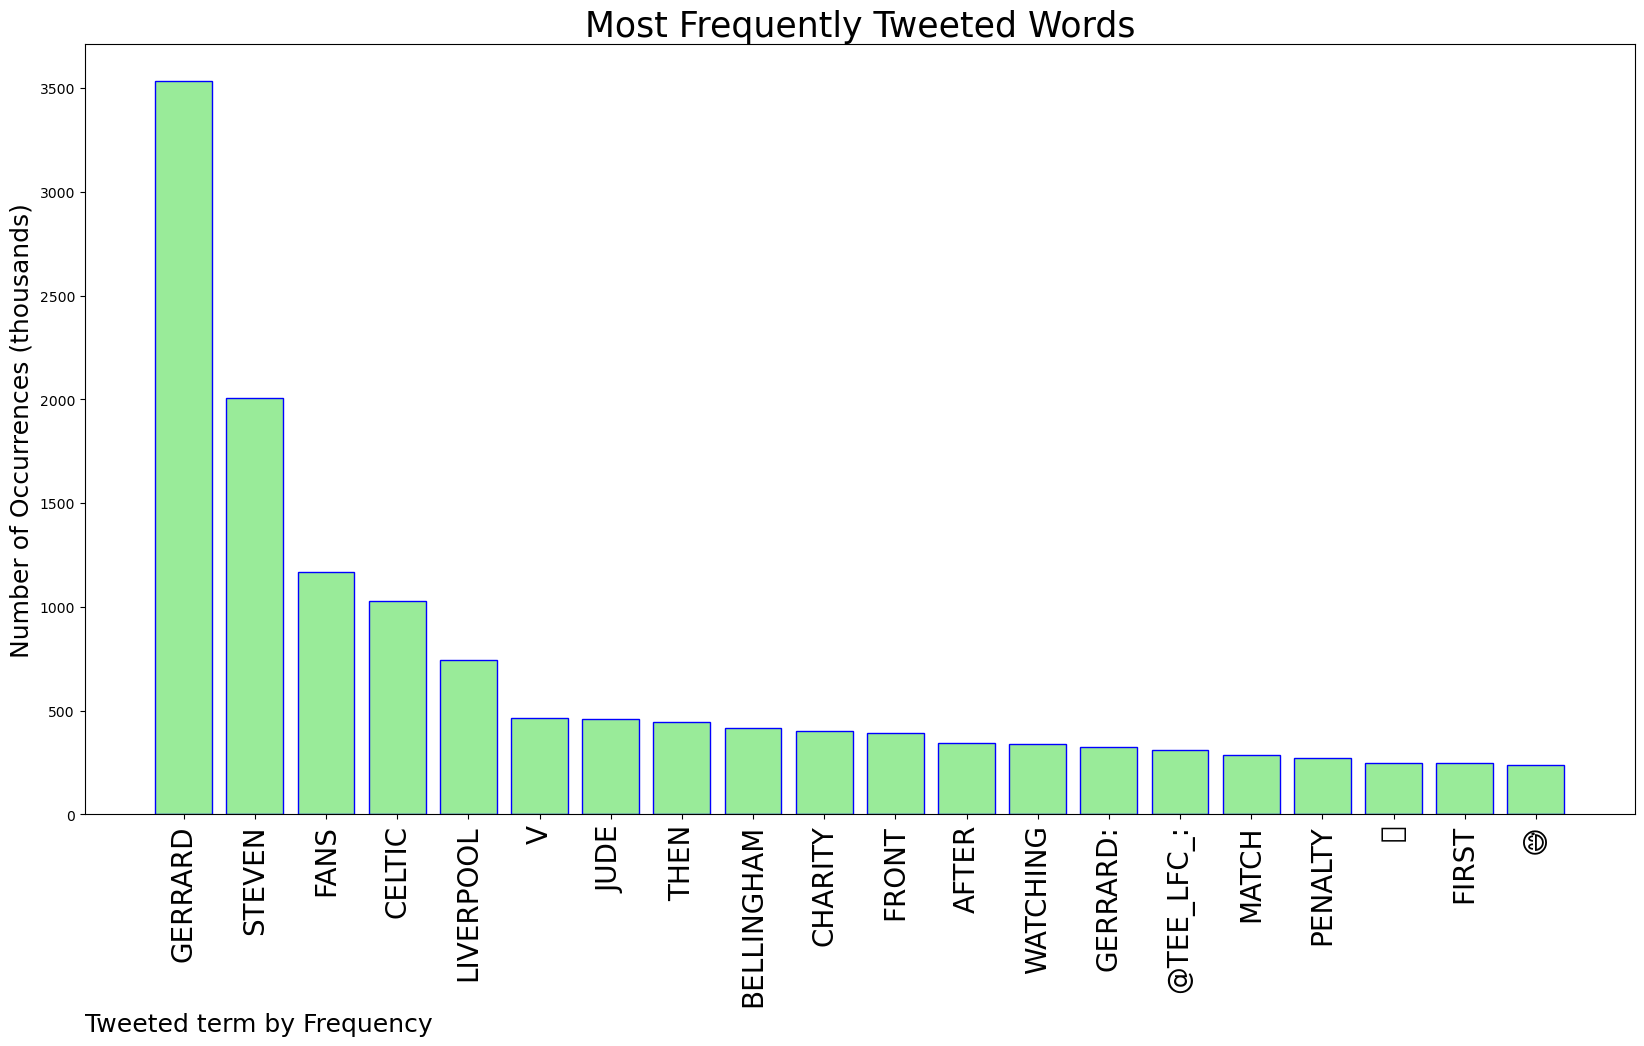 Most Frequently Tweeted Words
Number of Occurrences (thousands)
3500
3000
2500
2000
1500
1000
500
0
GERRARD
STEVEN
FANS
CELTIC
LIVERPOOL
V
JUDE
THEN
BELLINGHAM
CHARITY
FRONT
AFTER
WATCHING
GERRARD:
@TEE_LFC_:
MATCH
PENALTY
▯
FIRST
😅
Tweeted term by Frequency